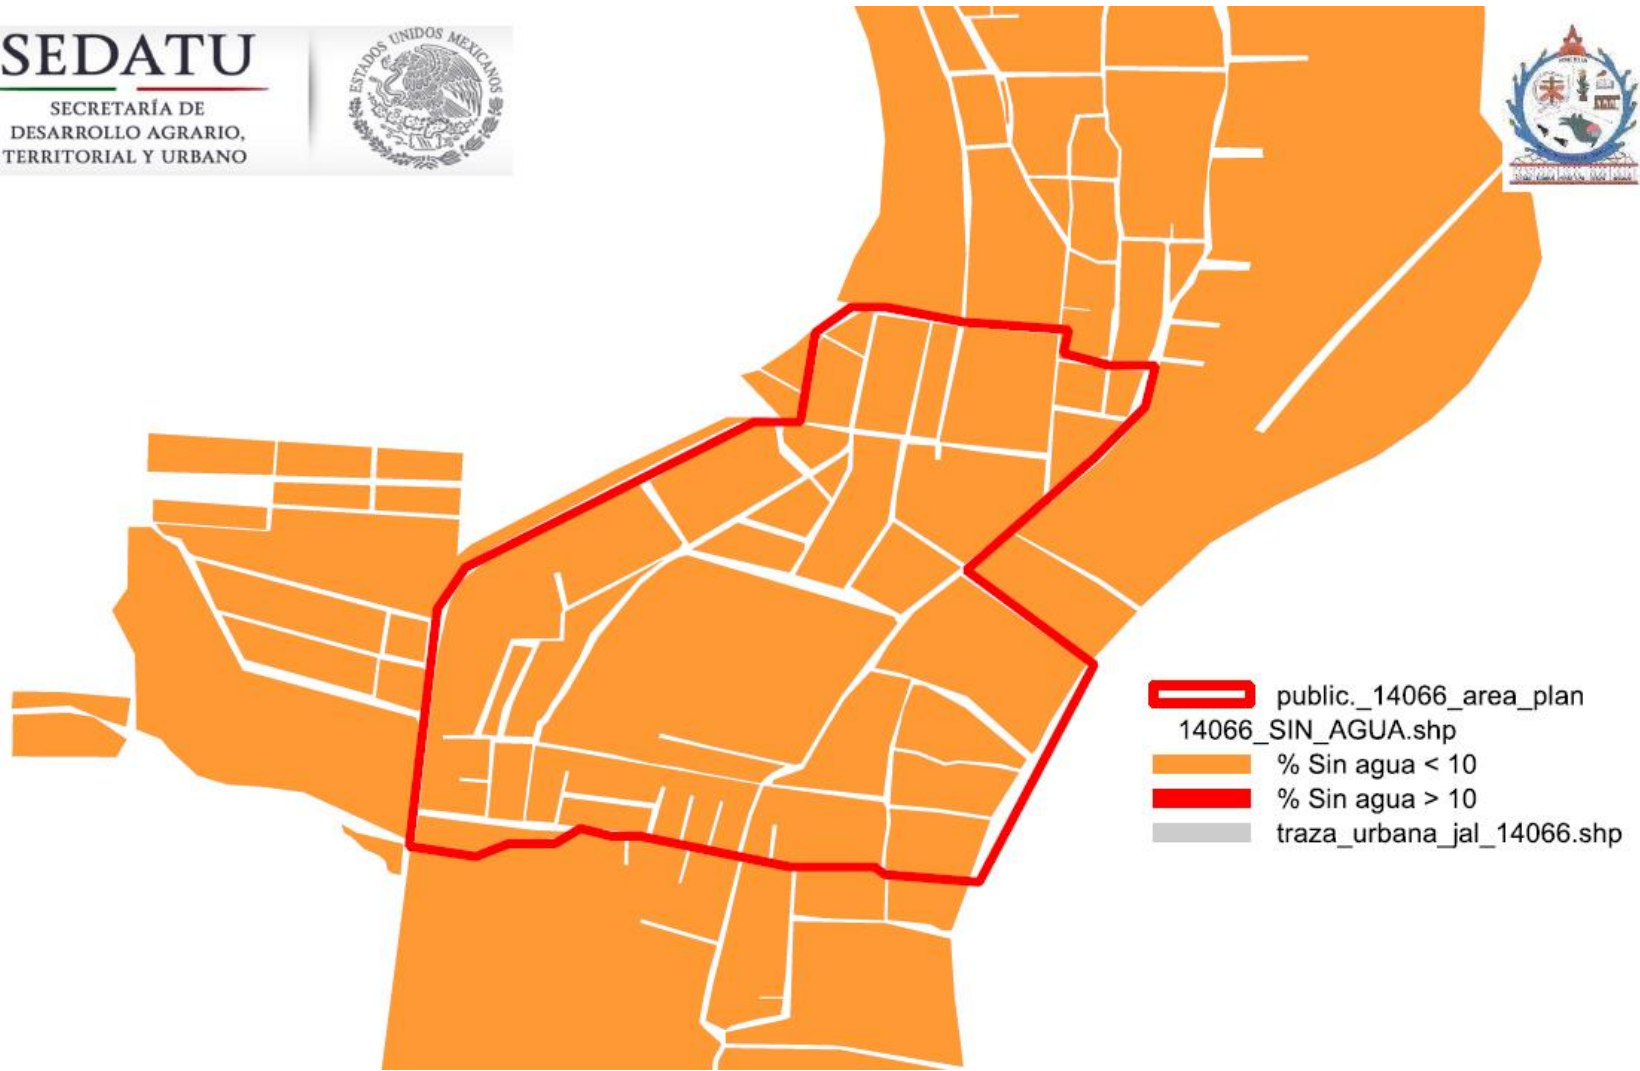 SEDATU
SECRETARÍA DE
DESARROLLO AGRARIO,
TERRITORIAL Y URBANO
ESTADOS UNIDOS MEXICANOS
public._14066_area_plan
14066_SIN_AGUA.shp
% Sin agua < 10
% Sin agua > 10
traza_urbana_jal_14066.shp